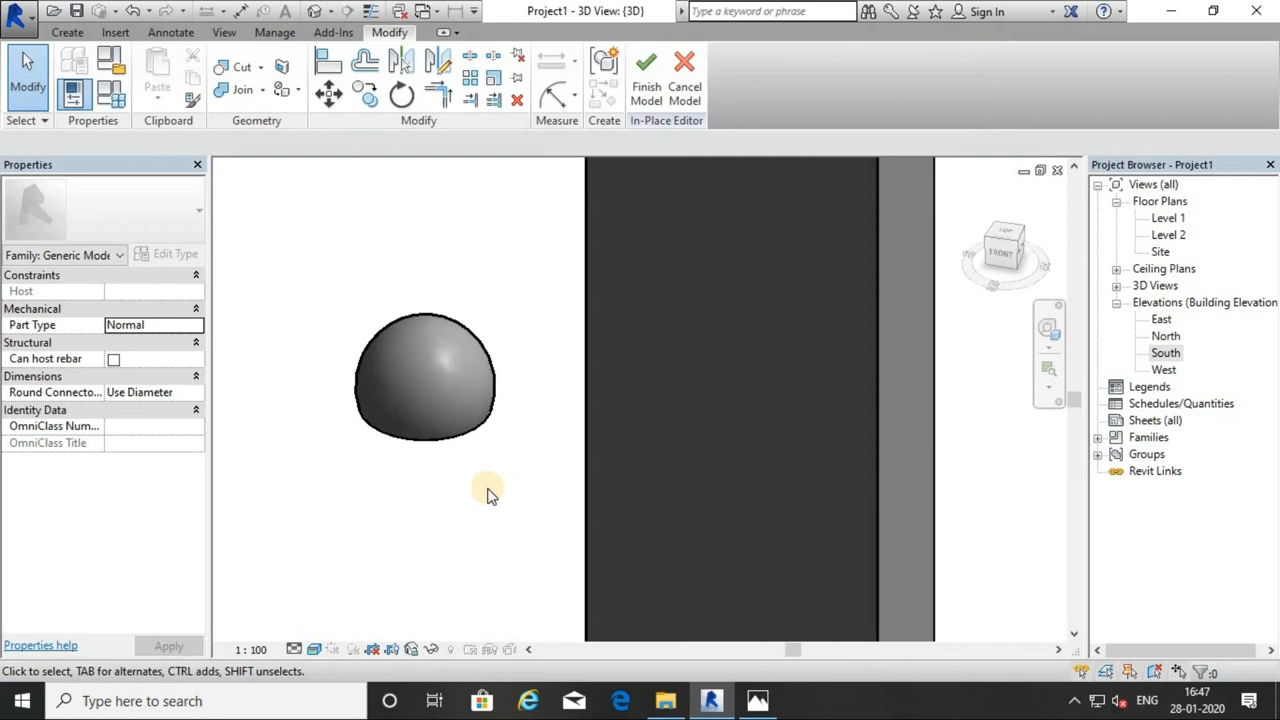 Project1 - 3D View: {3D}
Type a keyword or phrase
Sign In
Create Insert Annotate View Manage Add-Ins Modify
Modify
Paste
Cut
Join
Finish Model
Cancel Model
Select Properties Clipboard Geometry Modify Measure Create In-Place Editor
Properties
Family: Generic Mode
Edit Type
Constraints
Host
Mechanical
Part Type Normal
Structural
Can host rebar
Dimensions
Round Connecto... Use Diameter
Identity Data
OmniClass Num...
OmniClass Title
Properties help
Apply
TOP
FRONT
1 : 100
Project Browser - Project1
Views (all)
Floor Plans
Level 1
Level 2
Site
Ceiling Plans
3D Views
Elevations (Building Elevation
East
North
South
West
Legends
Schedules/Quantities
Sheets (all)
Families
Groups
Revit Links
Click to select, TAB for alternates, CTRL adds, SHIFT unselects.
:0
Type here to search
ENG
16:47
28-01-2020